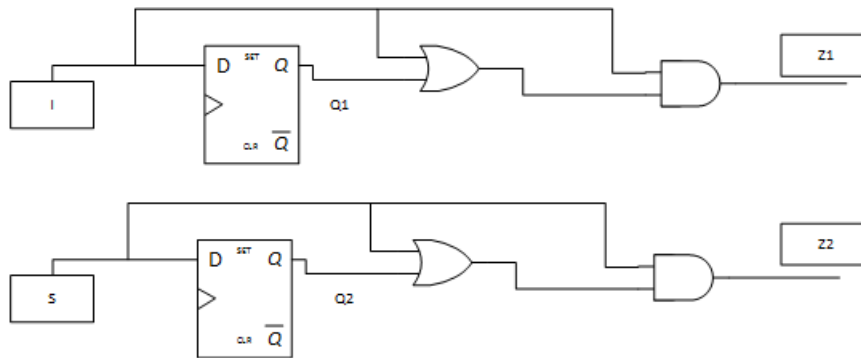 Z1
D SET Q
I
Q1
CLR Q̅
Z2
D SET Q
S
Q2
CLR Q̅